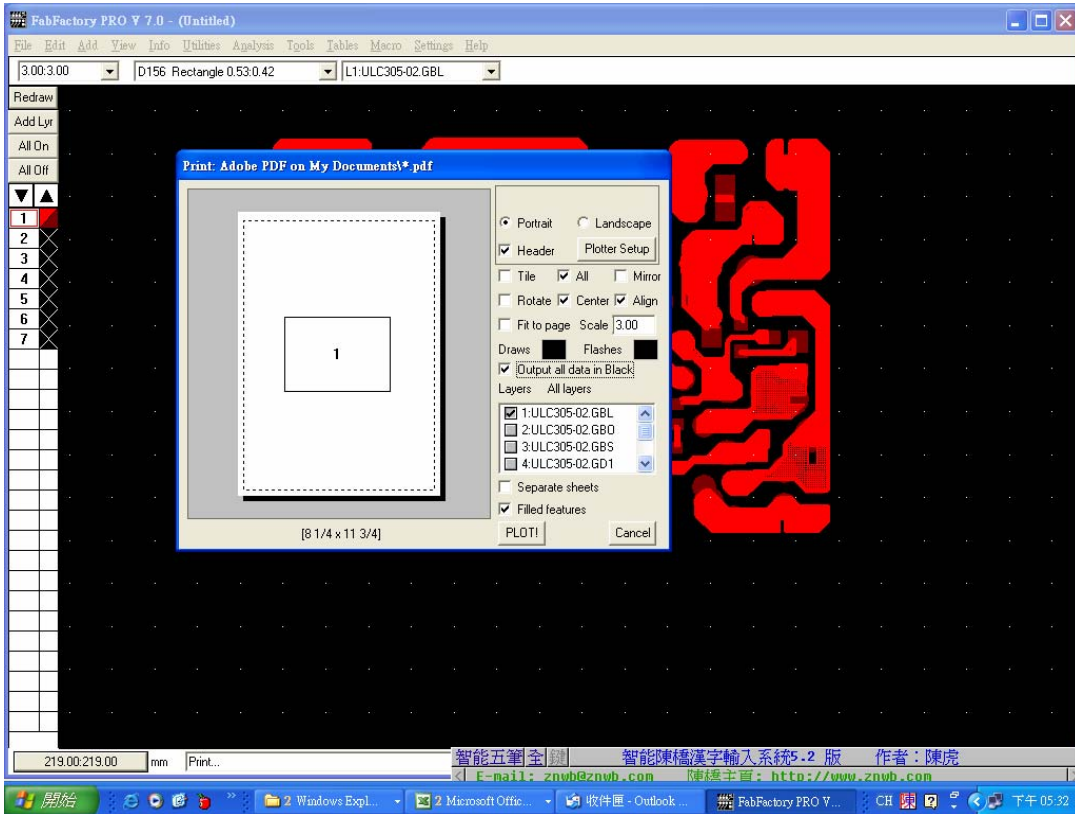 FabFactory PRO V 7.0 - (Untitled)
File Edit Add View Info Utilities Analysis Tools Tables Macro Settings Help
3.00:3.00 D156 Rectangle 0.53:0.42 L1:ULC305-02.GBL
Redraw
Add Lyr
All On
All Off
1
2
3
4
5
6
7
Print: Adobe PDF on My Documents\*.pdf
1
[8 1/4 x 11 3/4]
Portrait Landscape
Header Plotter Setup
Tile All Mirror
Rotate Center Align
Fit to page Scale 3.00
Draws Flashes
Output all data in Black
Layers All layers
1:ULC305-02.GBL
2:ULC305-02.GBO
3:ULC305-02.GBS
4:ULC305-02.GD1
Separate sheets
Filled features
PLOT! Cancel
219.00:219.00 mm Print...
智能五筆 全 鍵 智能陳橋漢字輸入系統5.2 版 作者：陳虎
E-mail: znwb@znwb.com 陳橋主頁: http://www.znwb.com
開始 2 Windows Expl... 2 Microsoft Offic... 收件匣 - Outlook ... FabFactory PRO V... CH 陳 下午 05:32